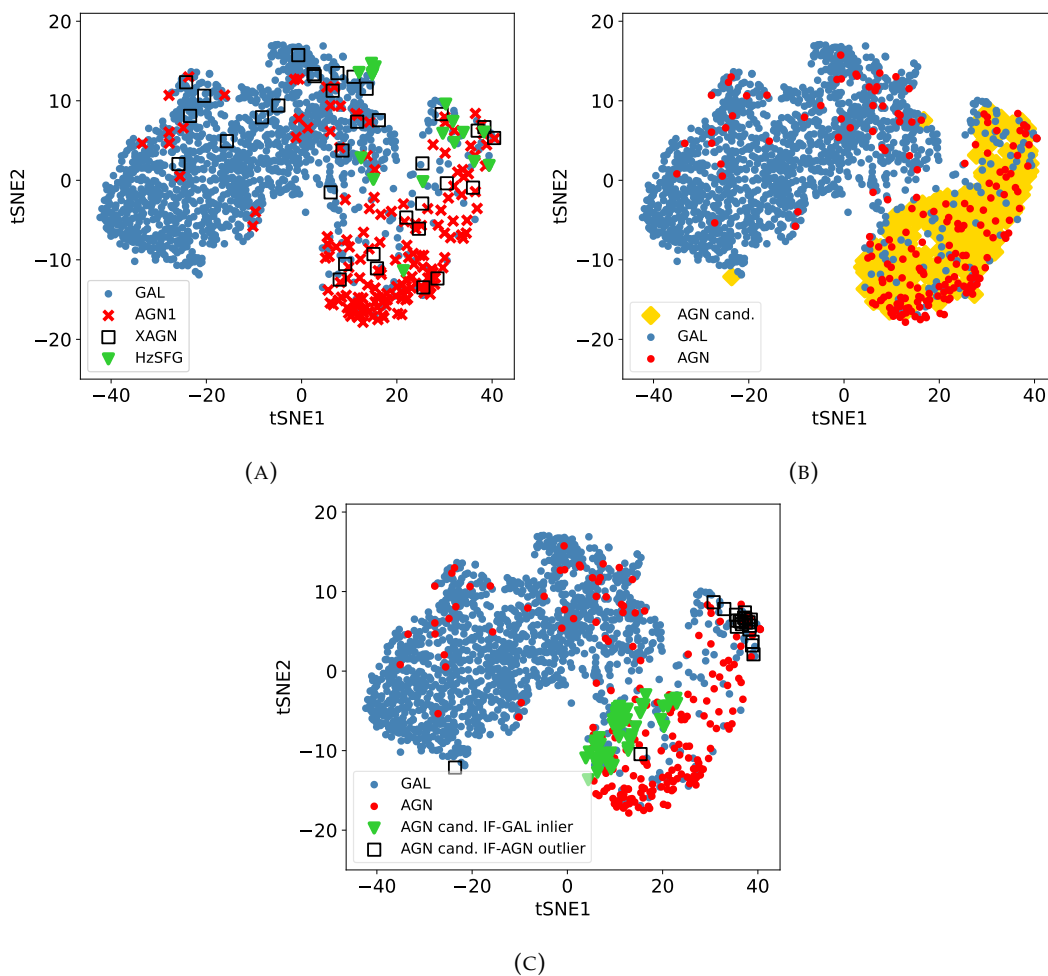 20
10
0
−10
−20
tSNE2
GAL
AGN1
XAGN
HzSFG
−40 −20 0 20 40
tSNE1
(A)
20
10
0
−10
−20
tSNE2
AGN cand.
GAL
AGN
−40 −20 0 20 40
tSNE1
(B)
20
10
0
−10
−20
tSNE2
GAL
AGN
AGN cand. IF-GAL inlier
AGN cand. IF-AGN outlier
−40 −20 0 20 40
tSNE1
(C)